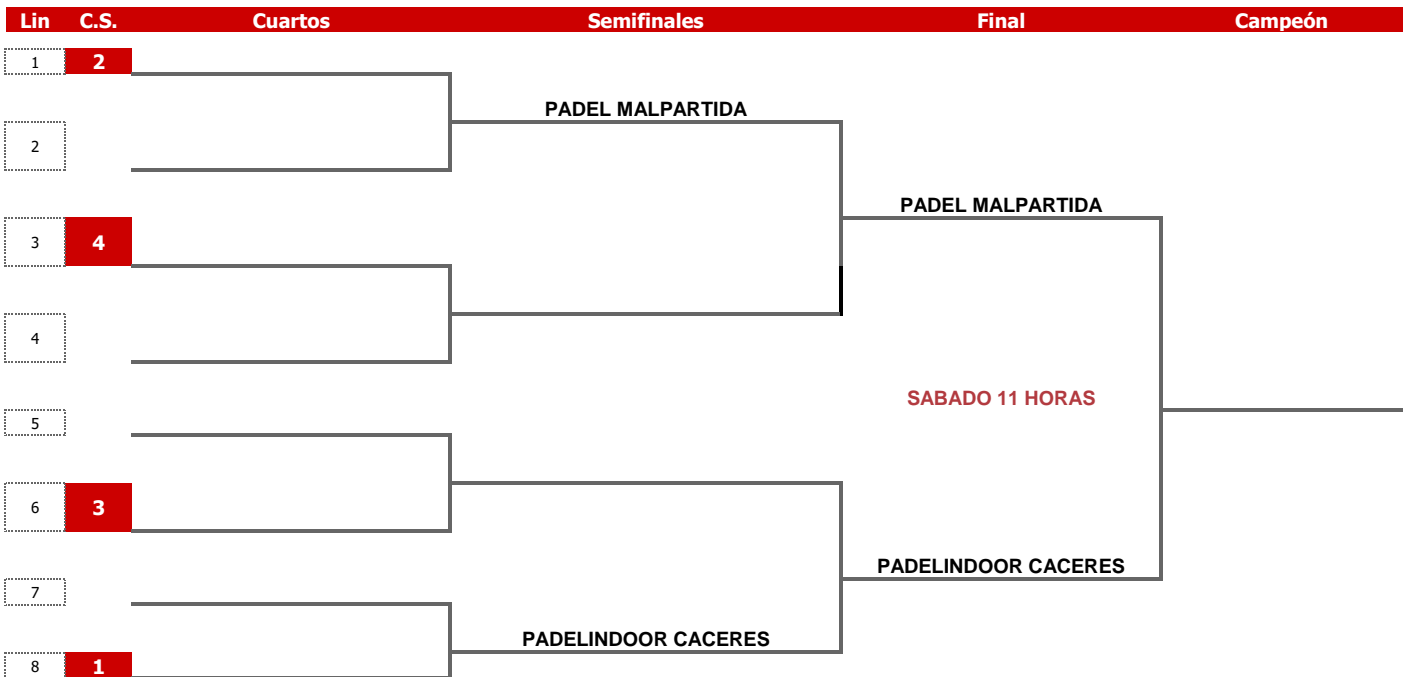 Lin C.S. Cuartos Semifinales Final Campeón
1 2
PADEL MALPARTIDA
2
PADEL MALPARTIDA
3 4
4
SABADO 11 HORAS
5
6 3
PADELINDOOR CACERES
7
PADELINDOOR CACERES
8 1